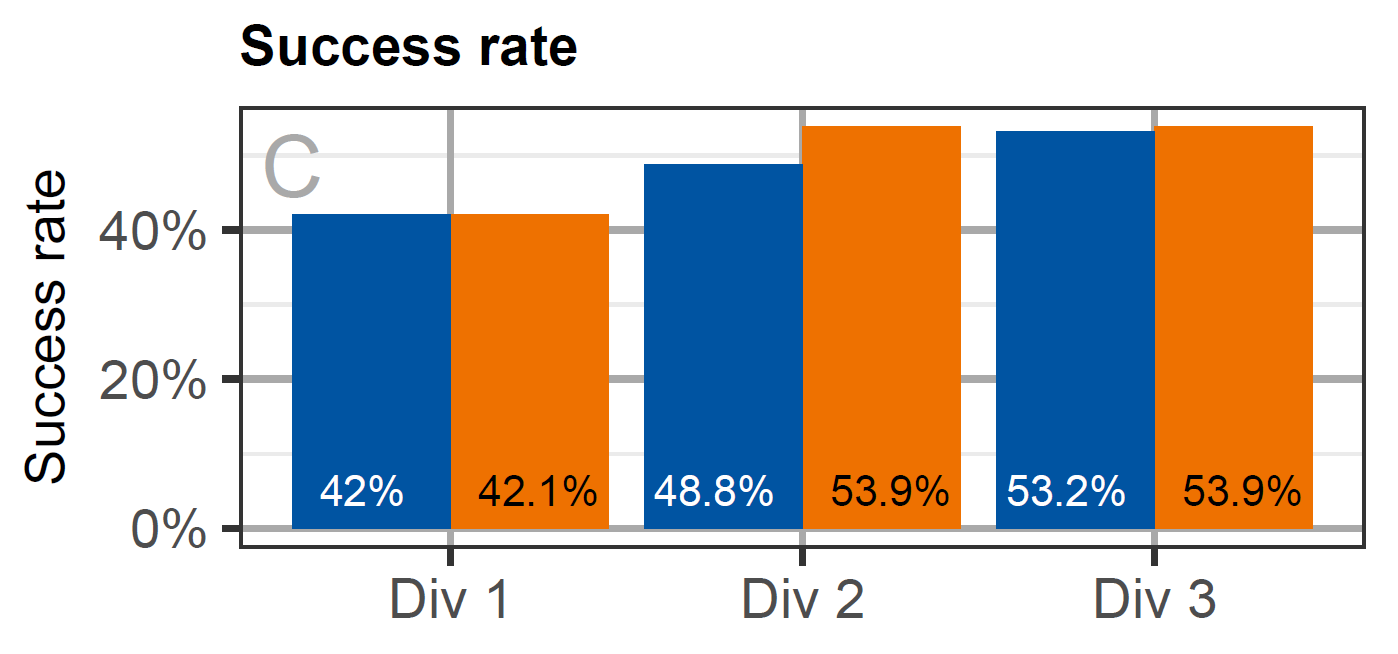 Success rate
C
Success rate
40%
20%
0%
42% 42.1% 48.8% 53.9% 53.2% 53.9%
Div 1 Div 2 Div 3